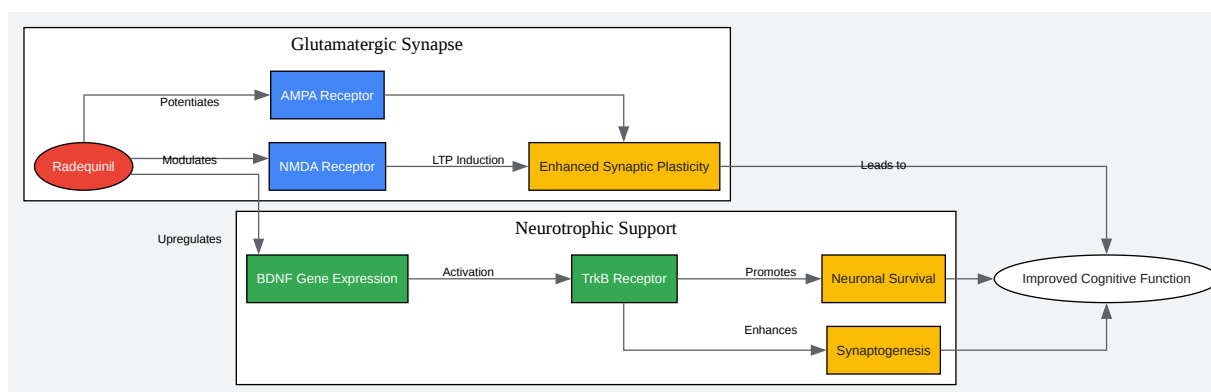 Glutamatergic Synapse
Potentiates
AMPA Receptor
Radequinil
Modulates
NMDA Receptor
LTP Induction
Enhanced Synaptic Plasticity
Leads to
Upregulates
Neurotrophic Support
BDNF Gene Expression
Activation
TrkB Receptor
Promotes
Neuronal Survival
Improved Cognitive Function
Enhances
Synaptogenesis